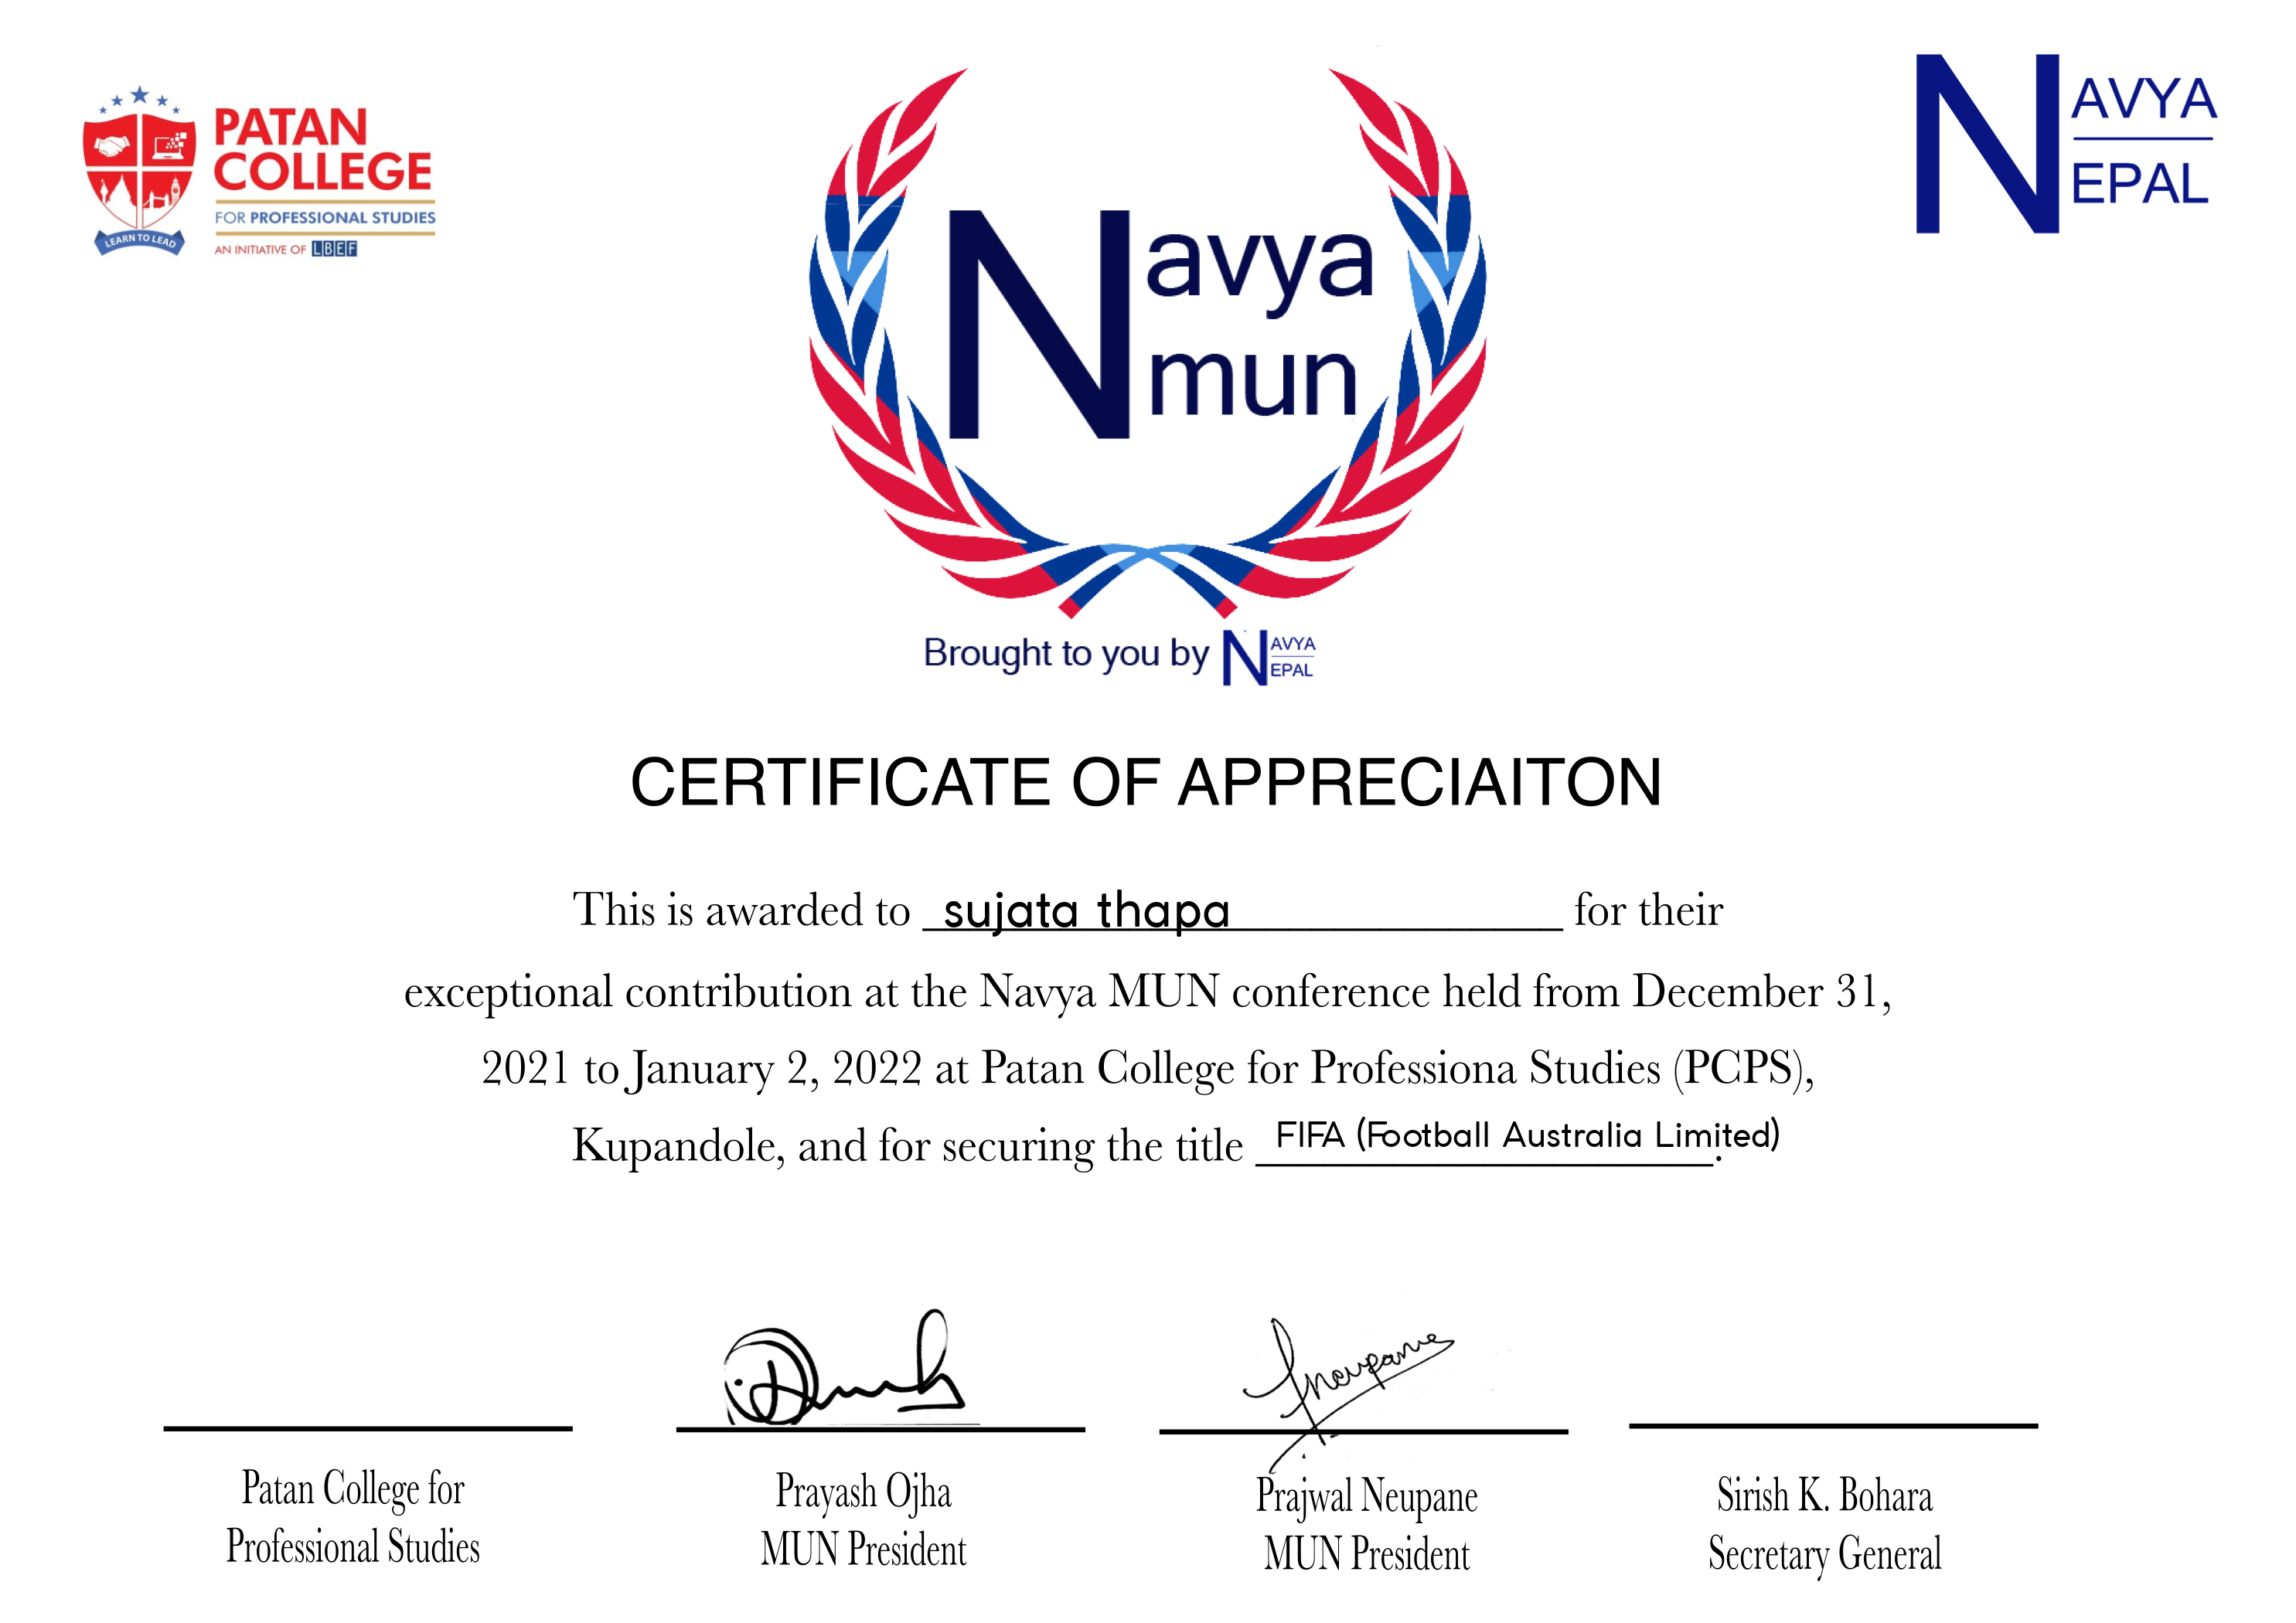 PATAN
COLLEGE
FOR PROFESSIONAL STUDIES
AN INITIATIVE OF LBEF
LEARN TO LEAD
Navya
mun
NAVYA
NEPAL
Brought to you by NAVYA
NEPAL
CERTIFICATE OF APPRECIAITON
This is awarded to sujata thapa for their
exceptional contribution at the Navya MUN conference held from December 31,
2021 to January 2, 2022 at Patan College for Professiona Studies (PCPS),
Kupandole, and for securing the title FIFA (Football Australia Limited).
Patan College for
Professional Studies
Prayash Ojha
MUN President
Prajwal Neupane
MUN President
Sirish K. Bohara
Secretary General